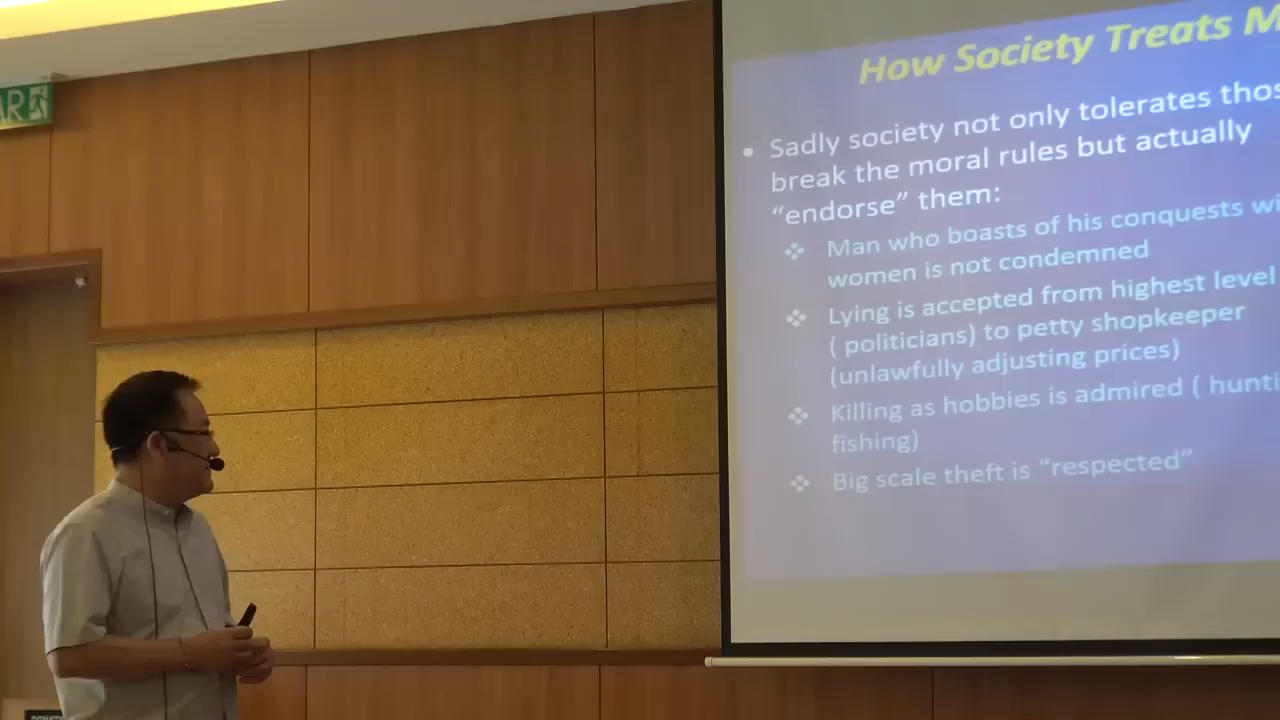 AR
How Society Treats M
Sadly society not only tolerates thos
break the moral rules but actually
“endorse” them:
Man who boasts of his conquests wi
women is not condemned
Lying is accepted from highest level
( politicians) to petty shopkeeper
(unlawfully adjusting prices)
Killing as hobbies is admired ( hunti
fishing)
Big scale theft is “respected”